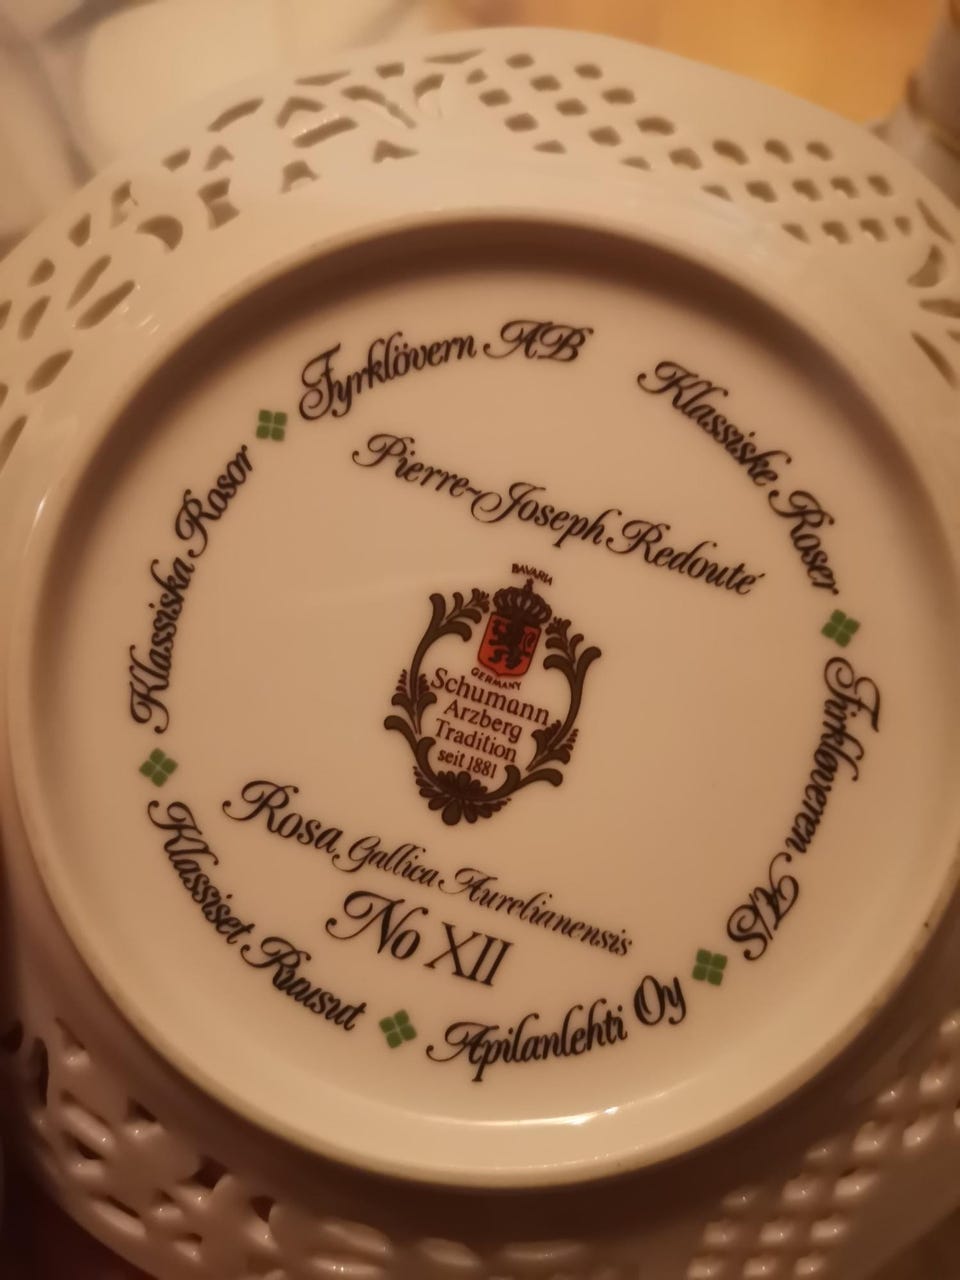 Fyrklövern AB
Klassiske Roser
Firkløveren A/S
Apilanlehti Oy
Klassiset Ruusut
Klassiska Rosor
Pierre-Joseph Redouté
BAVARIA
GERMANY
Schumann
Arzberg
Tradition
seit 1881
Rosa Gallica Aurelianensis
No XII